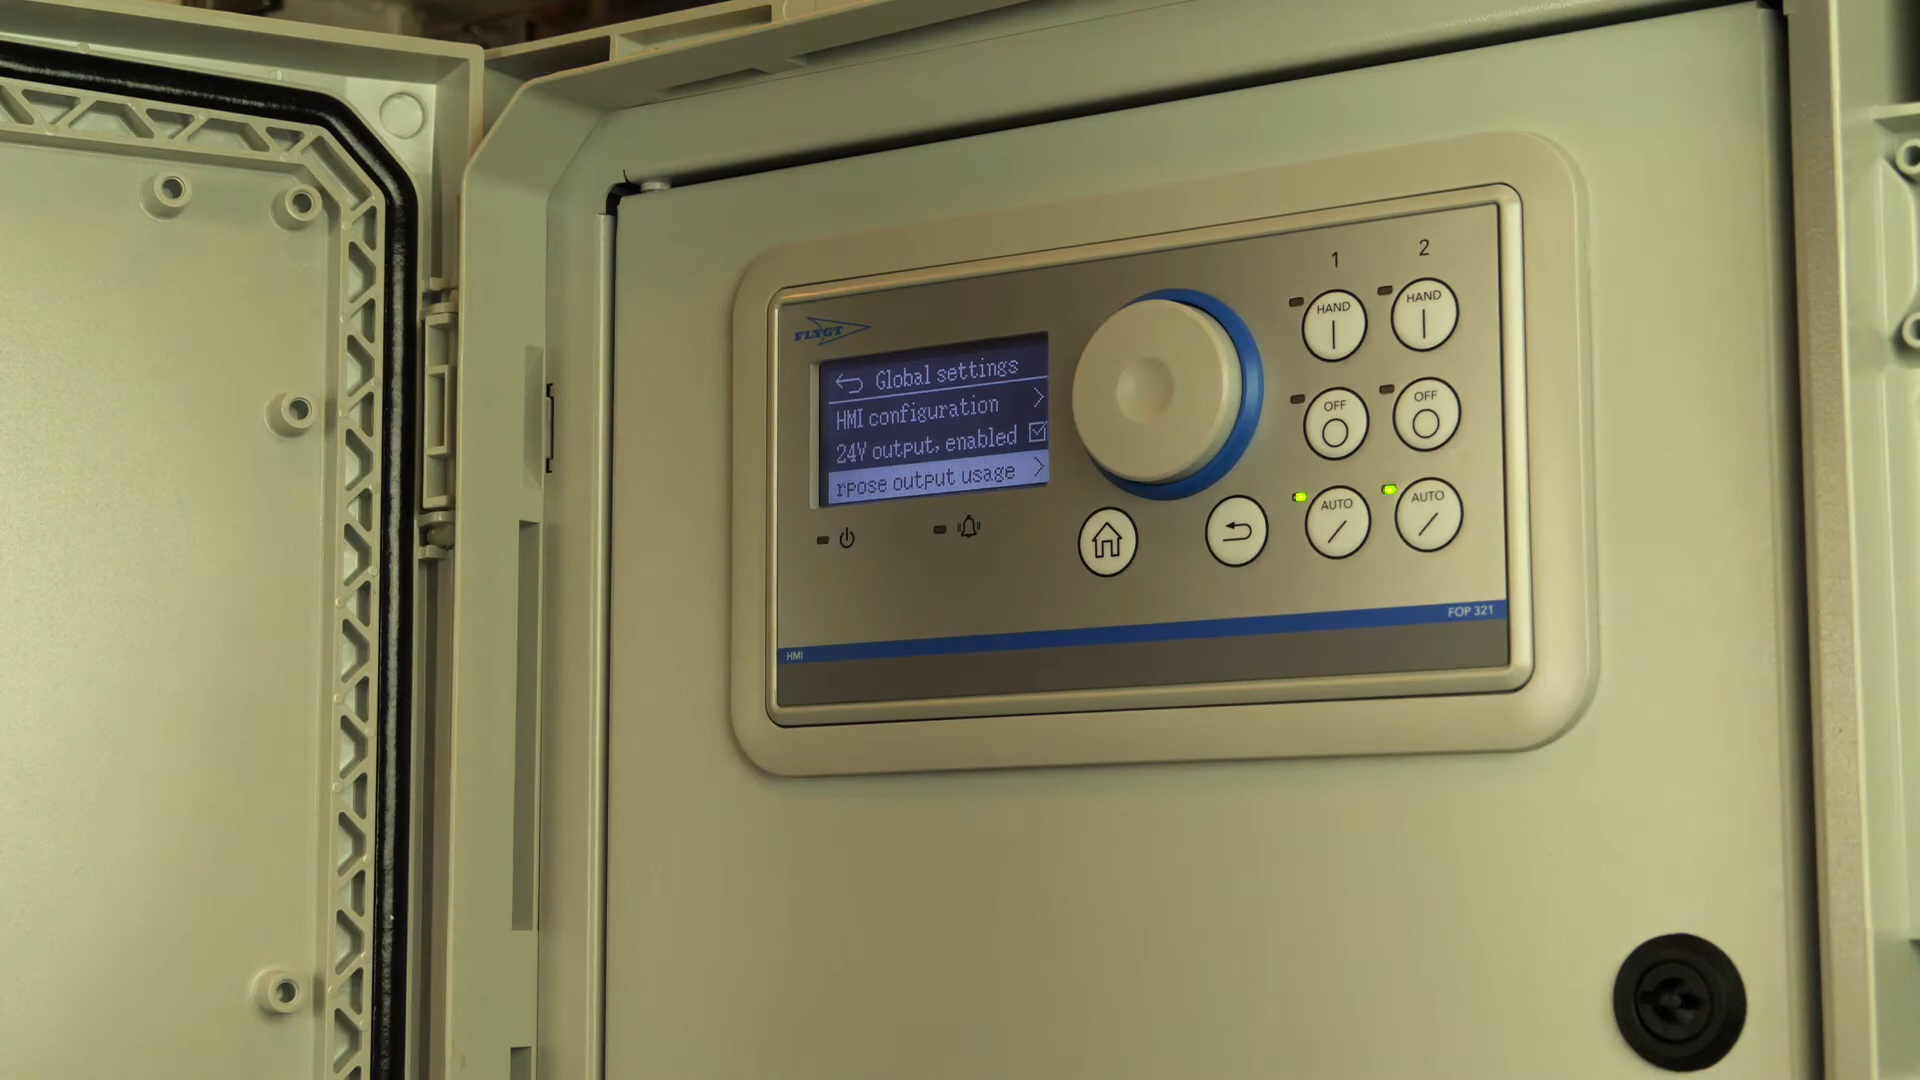 1 2
HAND HAND
FLYGT
Global settings
HMI configuration
24V output, enabled
rpose output usage
OFF OFF
AUTO AUTO
FOP 321
HMI